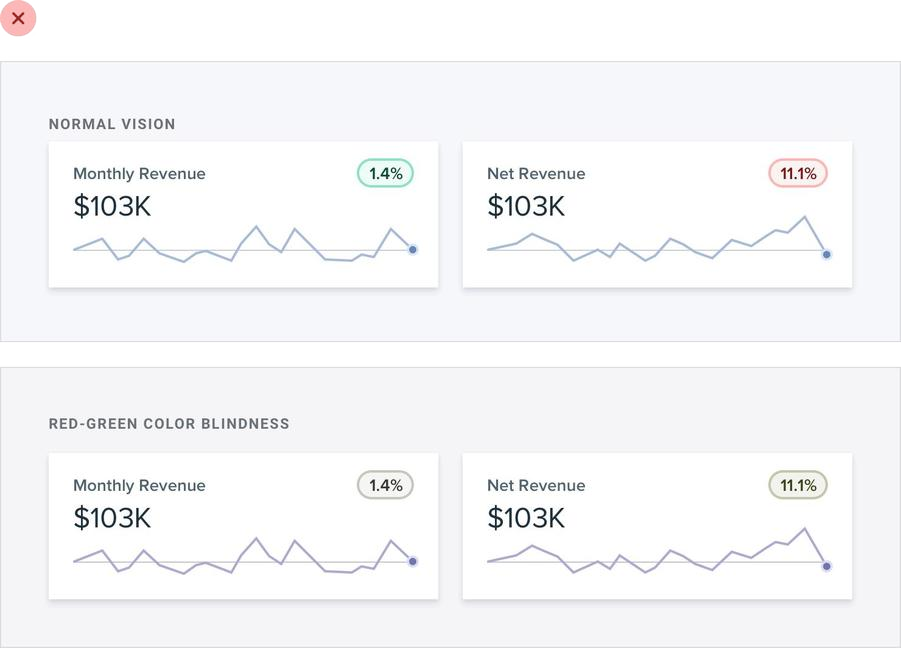 NORMAL VISION
Monthly Revenue
1.4%
$103K
Net Revenue
11.1%
$103K
RED-GREEN COLOR BLINDNESS
Monthly Revenue
1.4%
$103K
Net Revenue
11.1%
$103K